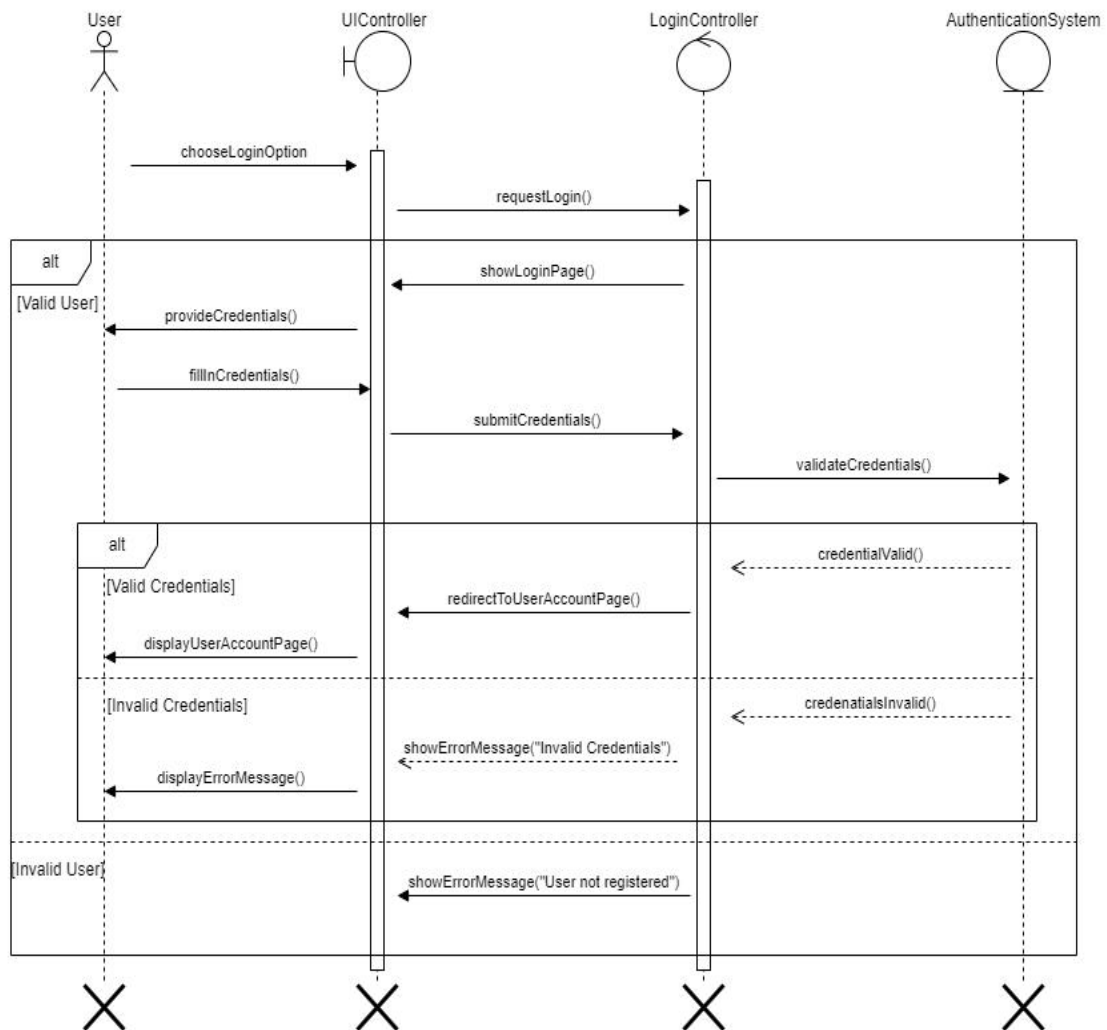 User
UIController
LoginController
AuthenticationSystem
chooseLoginOption
requestLogin()
alt
showLoginPage()
[Valid User]
provideCredentials()
fillInCredentials()
submitCredentials()
validateCredentials()
alt
credentialValid()
[Valid Credentials]
redirectToUserAccountPage()
displayUserAccountPage()
[Invalid Credentials]
credenatialsInvalid()
showErrorMessage("Invalid Credentials")
displayErrorMessage()
[Invalid User]
showErrorMessage("User not registered")